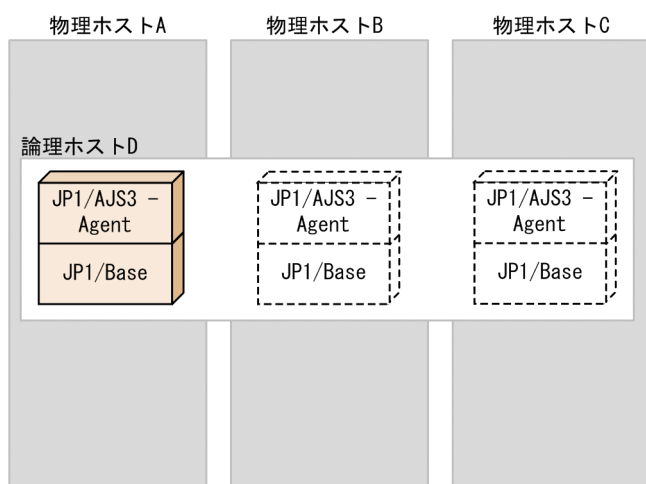 物理ホストA
物理ホストB
物理ホストC
論理ホストD
JP1/AJS3 －
Agent
JP1/Base
JP1/AJS3 －
Agent
JP1/Base
JP1/AJS3 －
Agent
JP1/Base